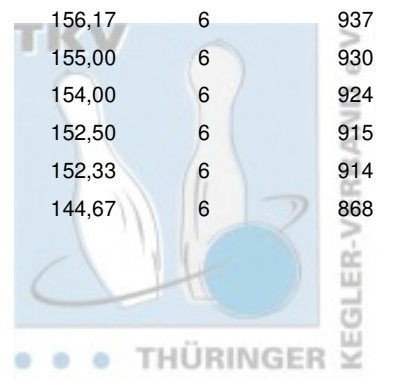 156,17 6 937
155,00 6 930
154,00 6 924
152,50 6 915
152,33 6 914
144,67 6 868
TKV
THÜRINGER
KEGLER-VERBAND eV